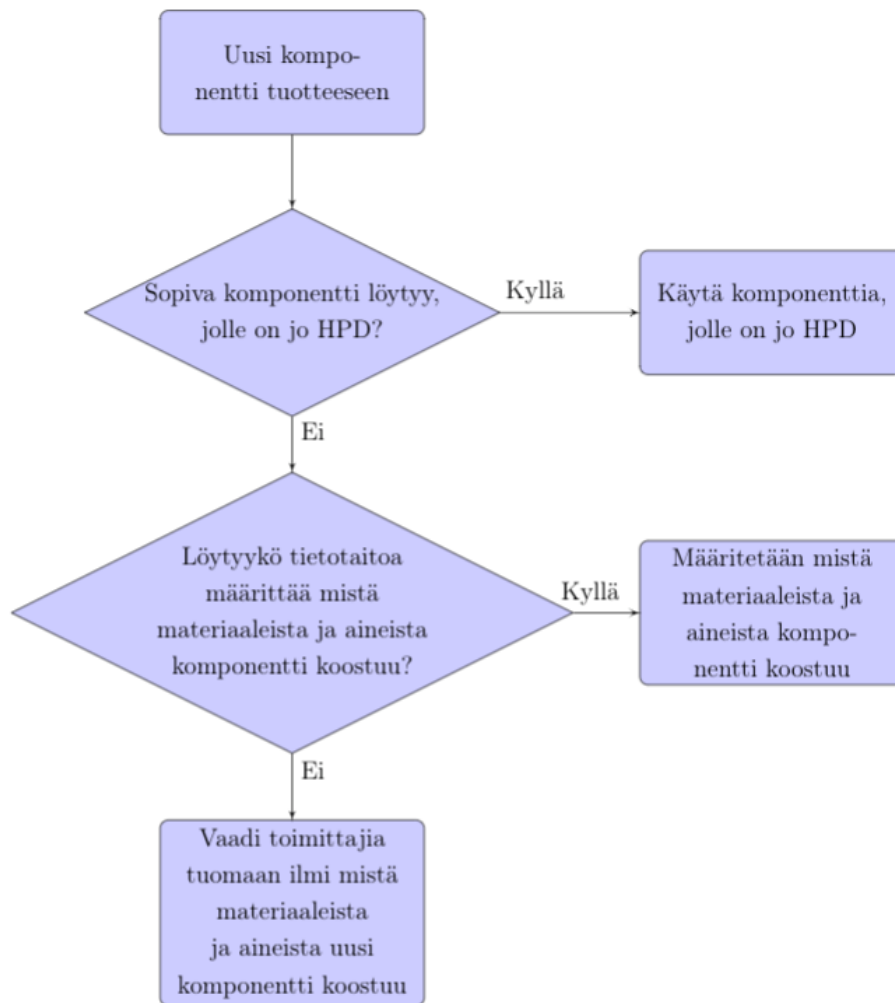 Uusi kompo-
nentti tuotteeseen
Sopiva komponentti löytyy,
jolle on jo HPD?
Kyllä
Käytä komponenttia,
jolle on jo HPD
Ei
Löytyykö tietotaitoa
määrittää mistä
materiaaleista ja aineista
komponentti koostuu?
Kyllä
Määritetään mistä
materiaaleista ja
aineista kompo-
nentti koostuu
Ei
Vaadi toimittajia
tuomaan ilmi mistä
materiaaleista
ja aineista uusi
komponentti koostuu